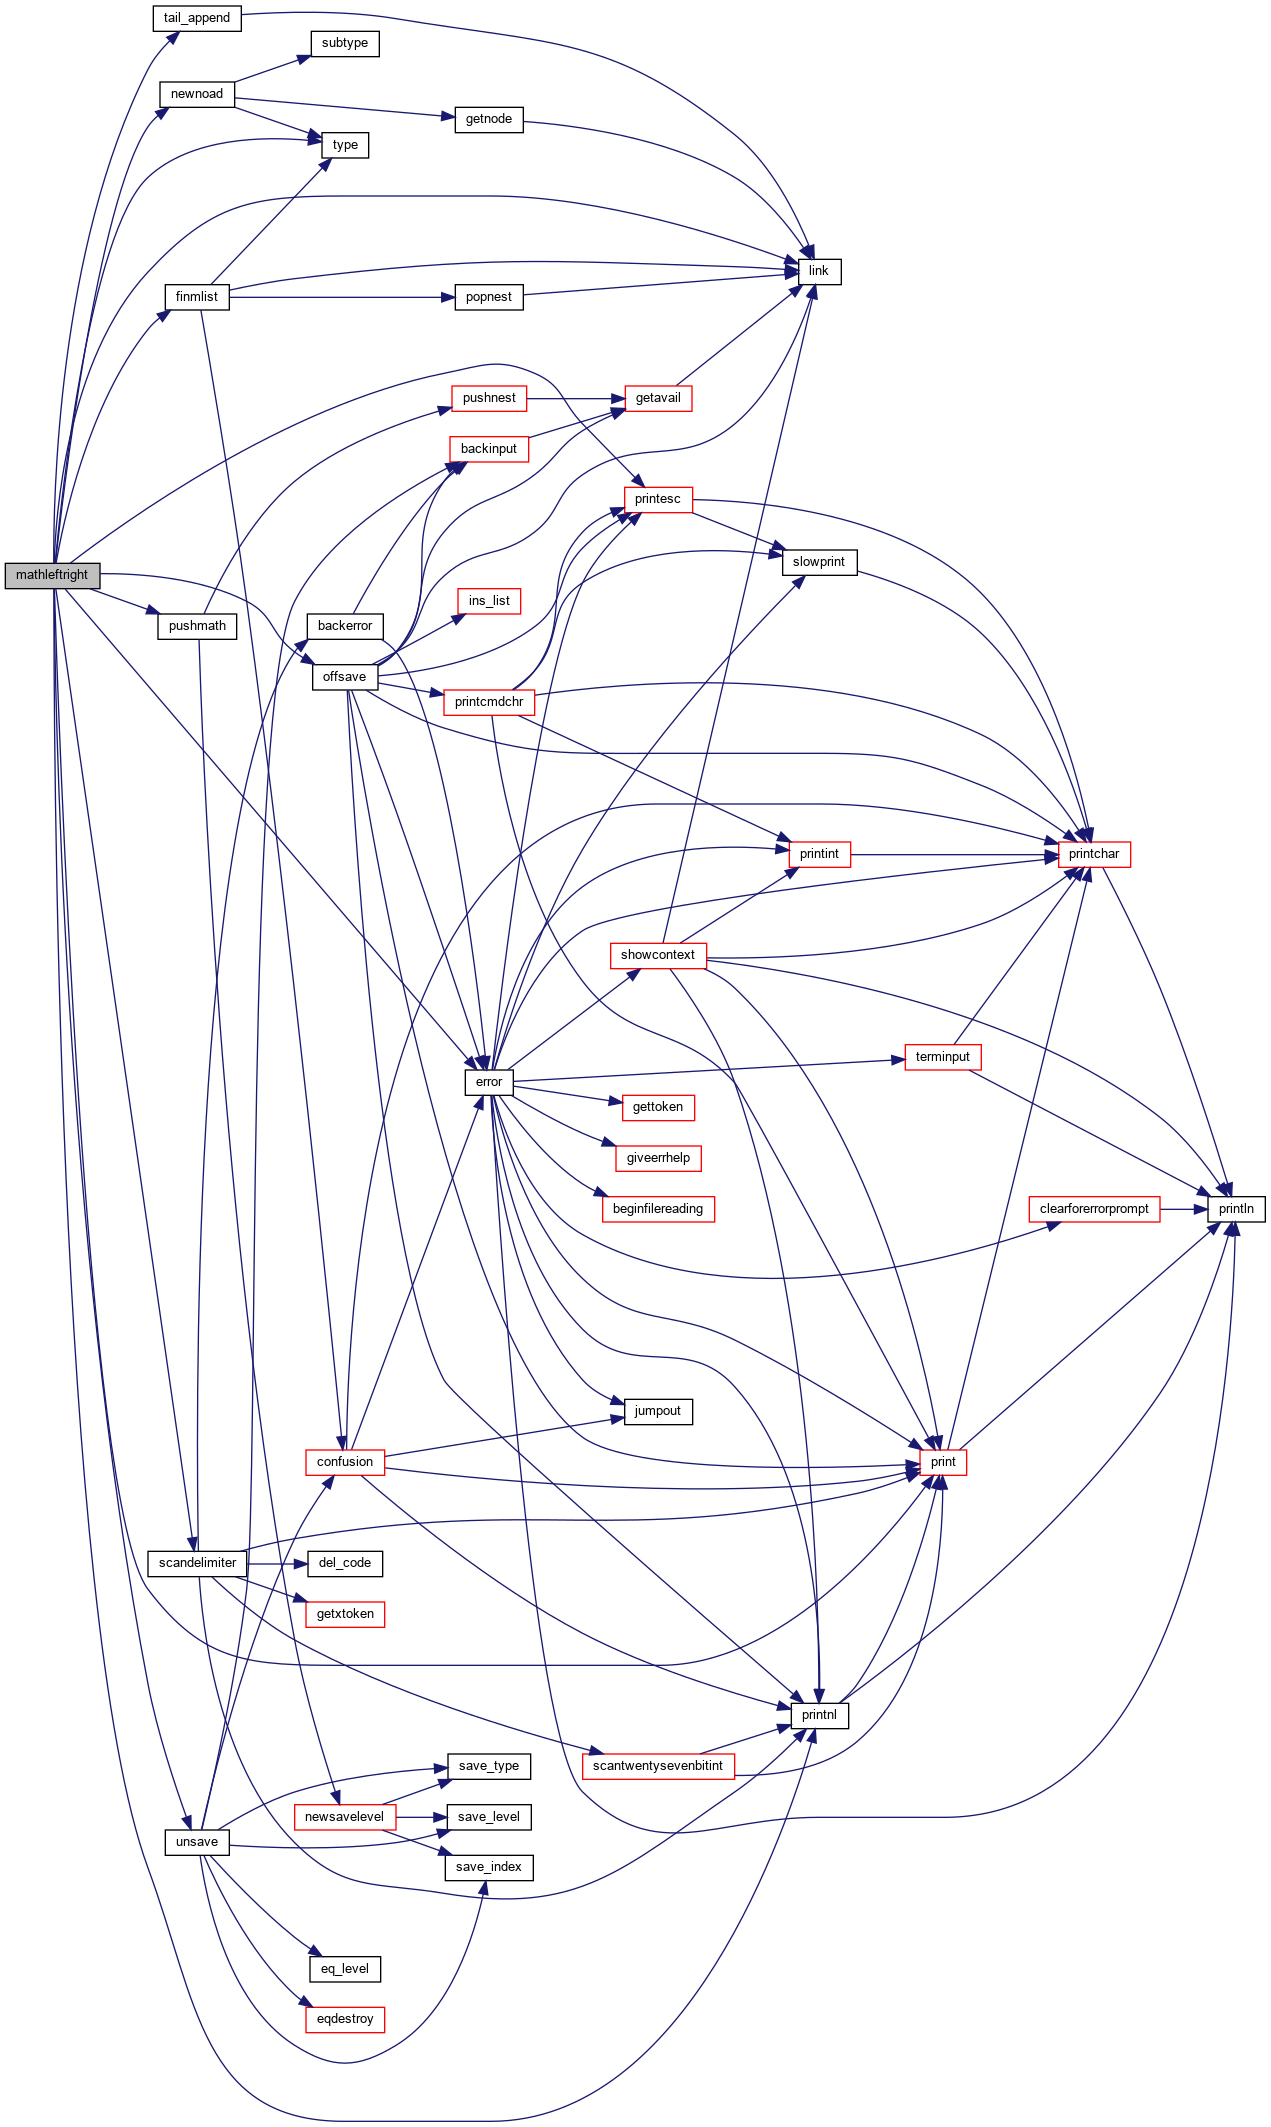 tail_append
subtype
newnoad
getnode
type
link
finmlist
popnest
pushnest
getavail
backinput
printesc
slowprint
mathleftright
ins_list
pushmath
backerror
offsave
printcmdchr
printint
printchar
showcontext
terminput
error
gettoken
giveerrhelp
beginfilereading
clearforerrorprompt
println
jumpout
confusion
print
scandelimiter
del_code
getxtoken
printnl
scantwentysevenbitint
save_type
newsavelevel
save_level
unsave
save_index
eq_level
eqdestroy